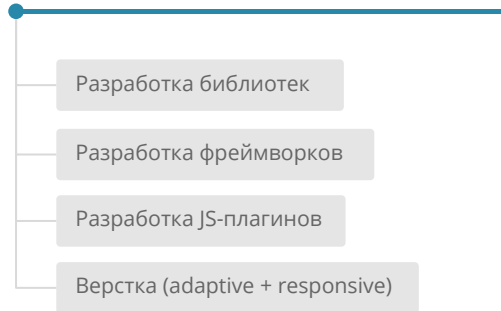 Разработка библиотек
Разработка фреймворков
Разработка JS-плагинов
Верстка (adaptive + responsive)